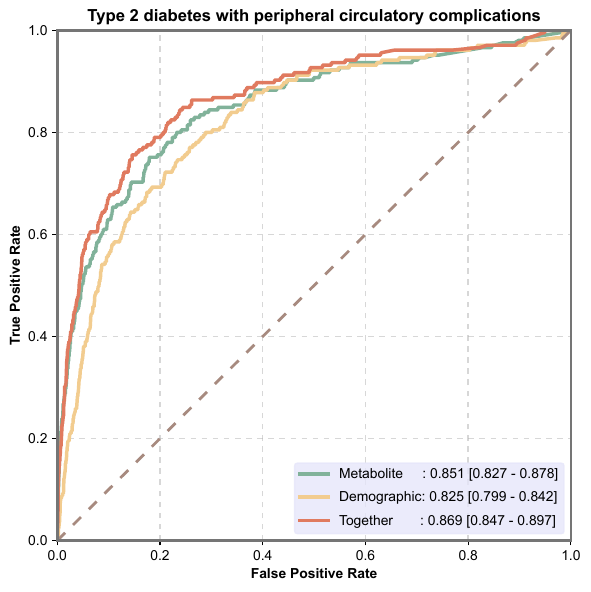 Type 2 diabetes with peripheral circulatory complications
True Positive Rate
1.0
0.8
0.6
0.4
0.2
0.0
Metabolite : 0.851 [0.827 - 0.878]
Demographic: 0.825 [0.799 - 0.842]
Together : 0.869 [0.847 - 0.897]
0.0 0.2 0.4 0.6 0.8 1.0
False Positive Rate